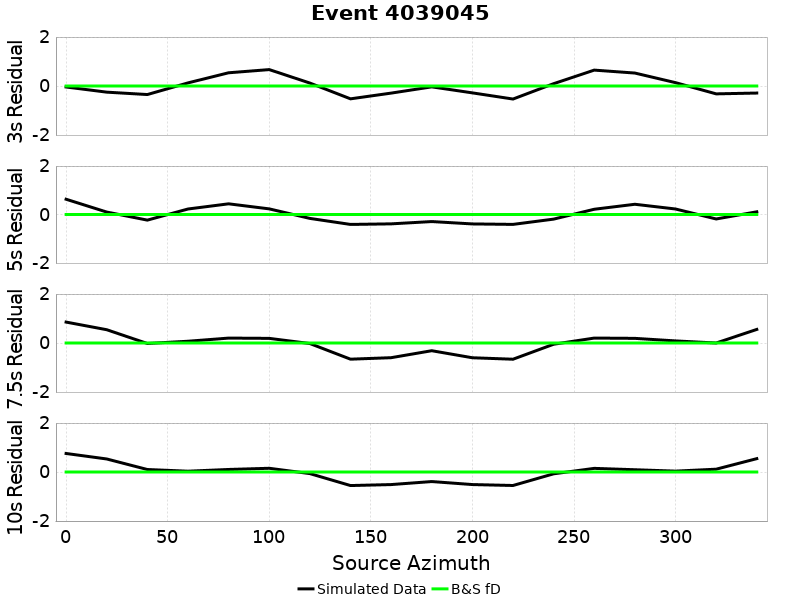 Event 4039045
3s Residual
2
0
-2
5s Residual
2
0
-2
7.5s Residual
2
0
-2
10s Residual
2
0
-2
0 50 100 150 200 250 300
Source Azimuth
Simulated Data B&S fD